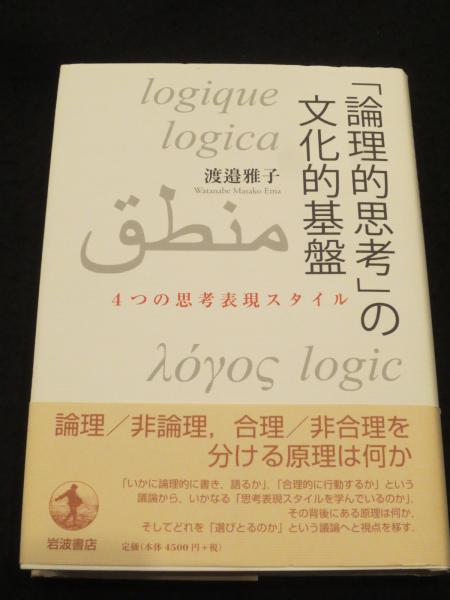 logique
logica
「論理的思考」の
文化的基盤
渡邉雅子
Watanabe Masako Ema
منطق
4つの思考表現スタイル
λόγος logic
論理／非論理，合理／非合理を
分ける原理は何か
「いかに論理的に書き、語るか」、「合理的に行動するか」という
議論から、いかなる「思考表現スタイルを学んでいるのか」、
その背後にある原理は何か、
そしてどれを「選びとるのか」という議論へと視点を移す.
岩波書店
定価(本体 4500円+税)